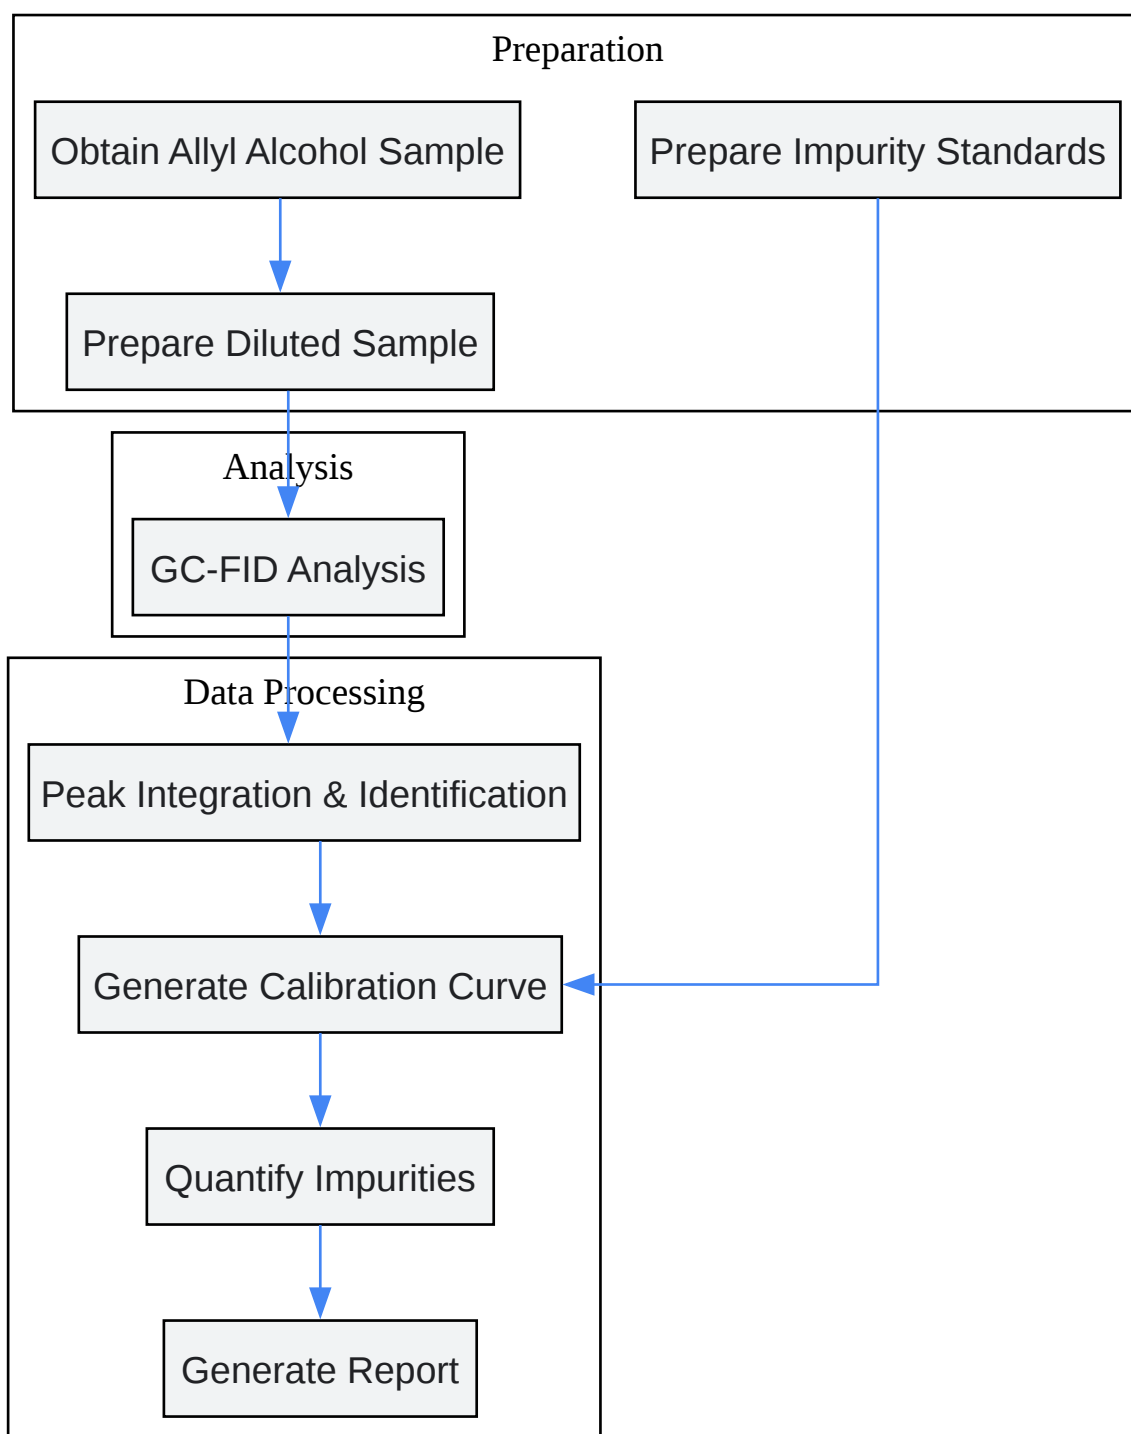 Preparation
Obtain Allyl Alcohol Sample
Prepare Impurity Standards
Prepare Diluted Sample
Analysis
GC-FID Analysis
Data Processing
Peak Integration & Identification
Generate Calibration Curve
Quantify Impurities
Generate Report